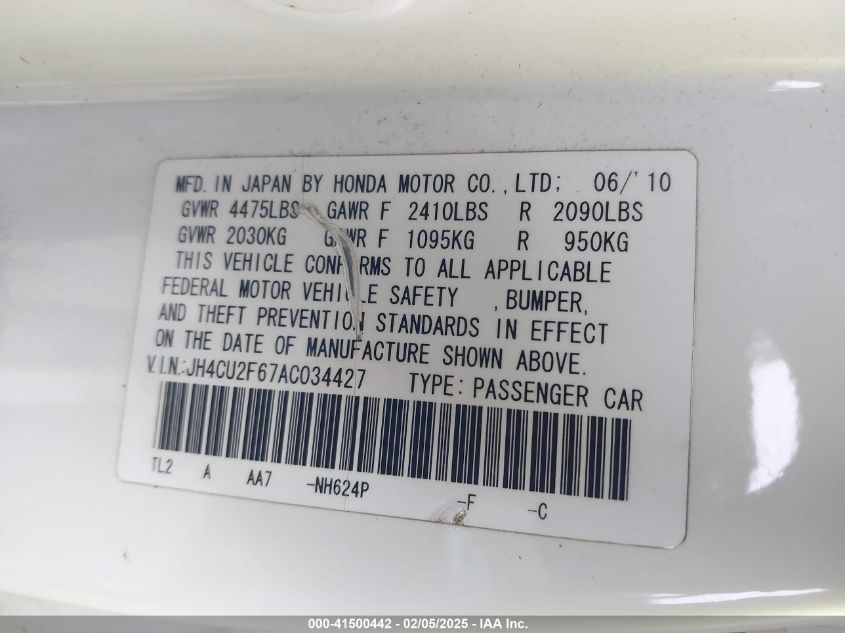 MFD. IN JAPAN BY HONDA MOTOR CO., LTD; 06/'10
GVWR 4475LBS GAWR F 2410LBS R 2090LBS
GVWR 2030KG GAWR F 1095KG R 950KG
THIS VEHICLE CONFORMS TO ALL APPLICABLE
FEDERAL MOTOR VEHICLE SAFETY , BUMPER,
AND THEFT PREVENTION STANDARDS IN EFFECT
ON THE DATE OF MANUFACTURE SHOWN ABOVE.
V.I.N.:JH4CU2F67AC034427 TYPE: PASSENGER CAR
TL2 A AA7 -NH624P -F -C
000-41500442 - 02/05/2025 - IAA Inc.